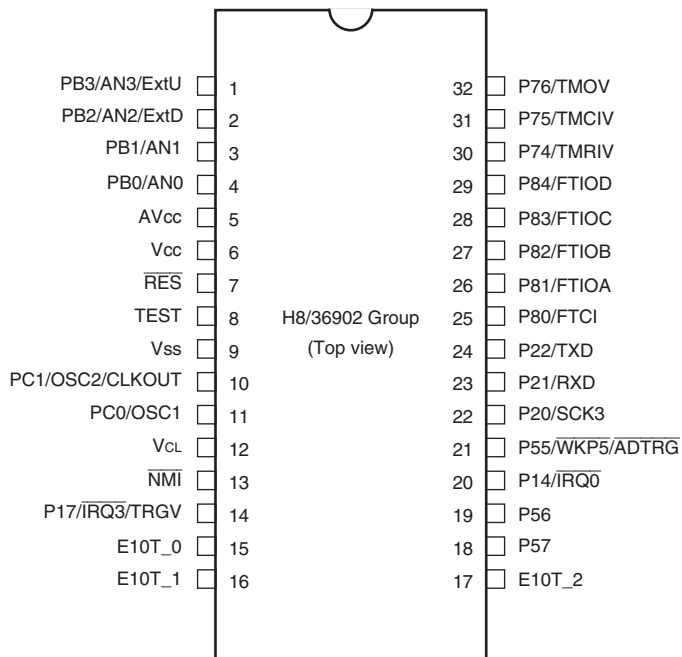 PB3/AN3/ExtU 1 32 P76/TMOV
PB2/AN2/ExtD 2 31 P75/TMCIV
PB1/AN1 3 30 P74/TMRIV
PB0/AN0 4 29 P84/FTIOD
AVcc 5 28 P83/FTIOC
Vcc 6 27 P82/FTIOB
RES 7 26 P81/FTIOA
TEST 8 H8/36902 Group 25 P80/FTCI
Vss 9 (Top view) 24 P22/TXD
PC1/OSC2/CLKOUT 10 23 P21/RXD
PC0/OSC1 11 22 P20/SCK3
VCL 12 21 P55/WKP5/ADTRG
NMI 13 20 P14/IRQ0
P17/IRQ3/TRGV 14 19 P56
E10T_0 15 18 P57
E10T_1 16 17 E10T_2